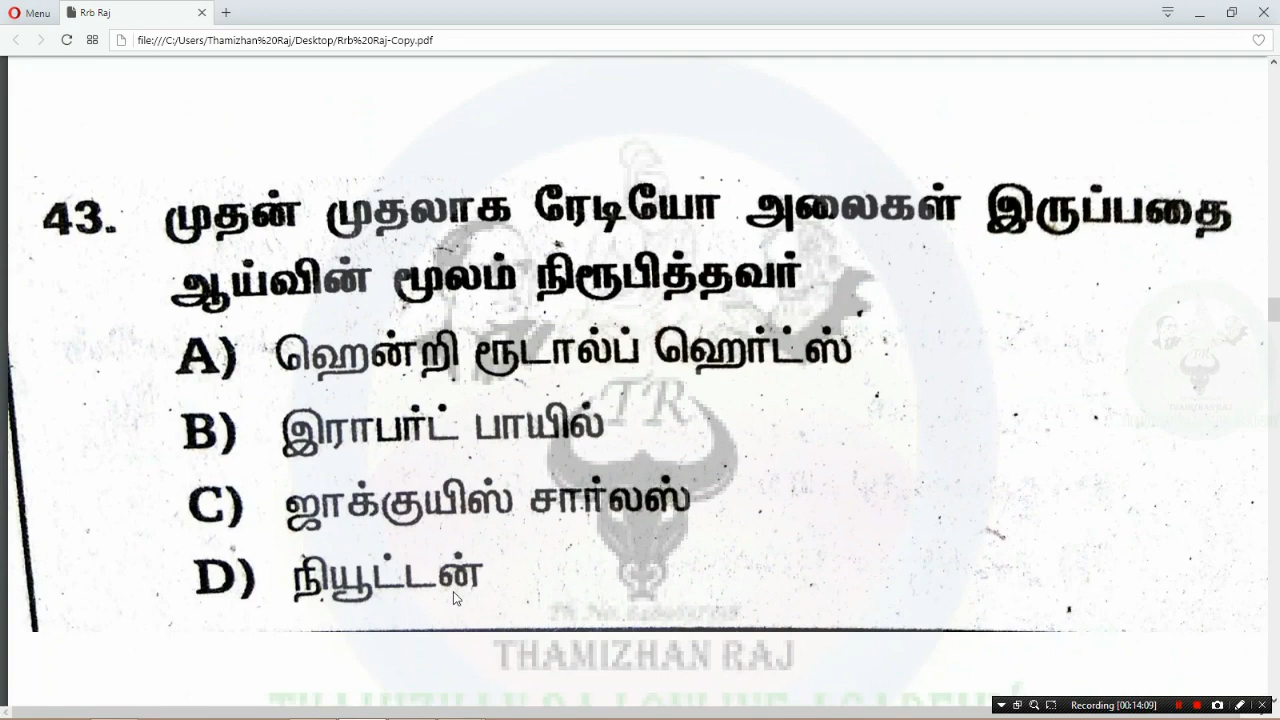 Menu
Rrb Raj
file:///C:/Users/Thamizhan%20Raj/Desktop/Rrb%20Raj-Copy.pdf
43. முதன் முதலாக ரேடியோ அலைகள் இருப்பதை
ஆய்வின் மூலம் நிரூபித்தவர்
A) ஹென்றி ரூடால்ப் ஹெர்ட்ஸ்
B) இராபர்ட் பாயில்
C) ஜாக்குயிஸ் சார்லஸ்
D) நியூட்டன்
TR
THAMIZHAN RAJ
Recording [00:14:09]